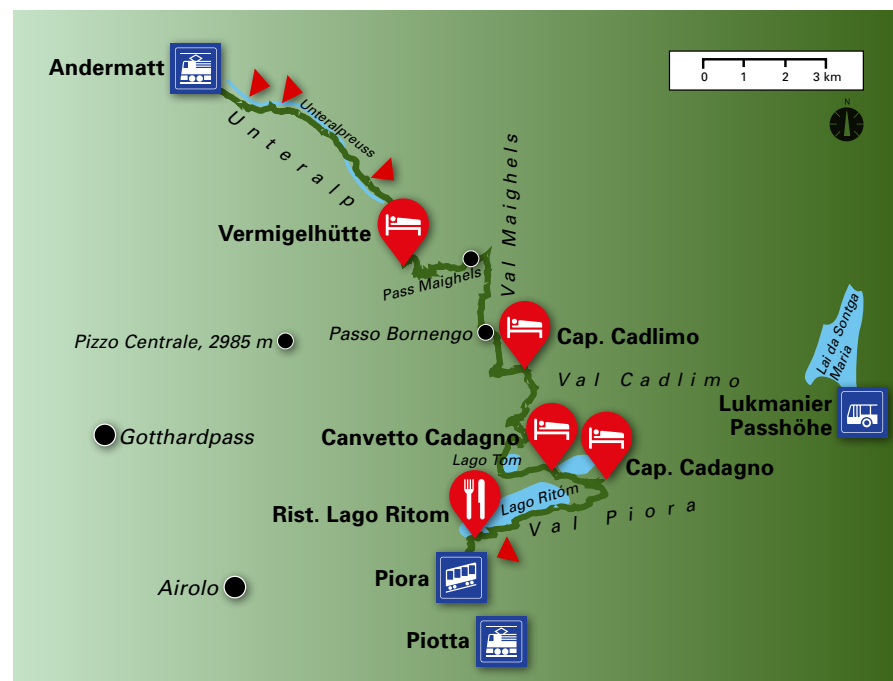 Andermatt
0 1 2 3 km
N
Unteralpreuss
Unteralp
Val Maighels
Vermigelhütte
Pass Maighels
Lai da Sontga
Maria
Pizzo Centrale, 2985 m
Passo Bornengo
Cap. Cadlimo
Val Cadlimo
Lukmanier
Passhöhe
Gotthardpass
Canvetto Cadagno
Lago Tom
Cap. Cadagno
Lago Ritóm
Rist. Lago Ritom
Val Piora
Piora
Airolo
Piotta